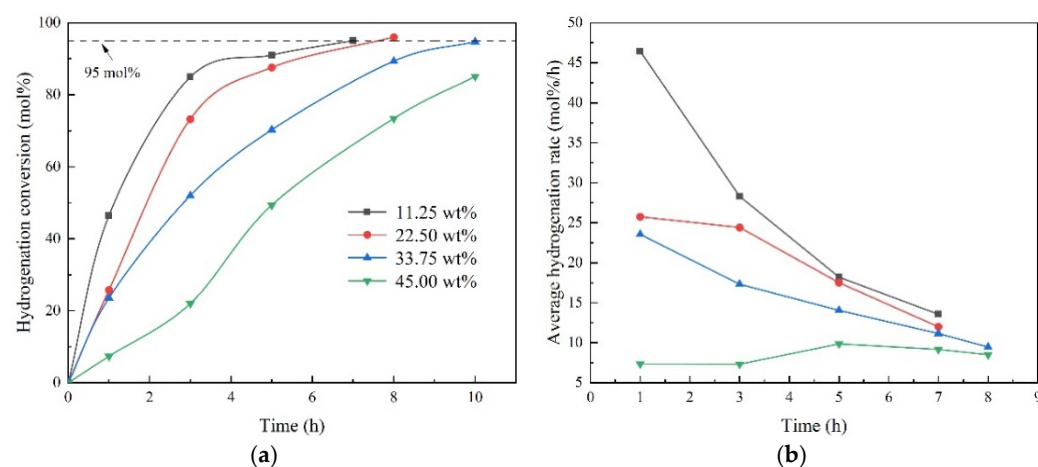 100
80
60
40
20
0
Hydrogenation conversion (mol%)
95 mol%
11.25 wt%
22.50 wt%
33.75 wt%
45.00 wt%
0 2 4 6 8 10
Time (h)
(a)
50
45
40
35
30
25
20
15
10
5
Average hydrogenation rate (mol%/h)
0 1 2 3 4 5 6 7 8 9
Time (h)
(b)